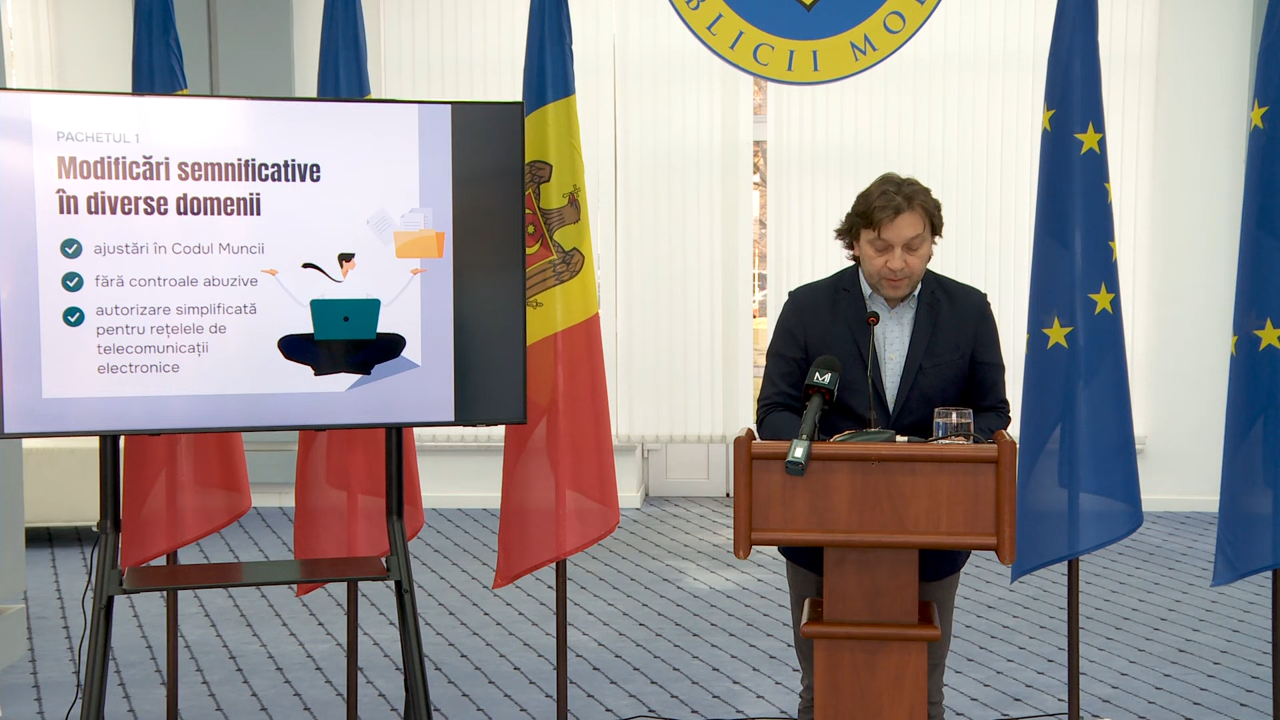 BLICII MOL
PACHETUL 1
Modificări semnificative
în diverse domenii
ajustări în Codul Muncii
fără controale abuzive
autorizare simplificată
pentru rețelele de
telecomunicații
electronice
M